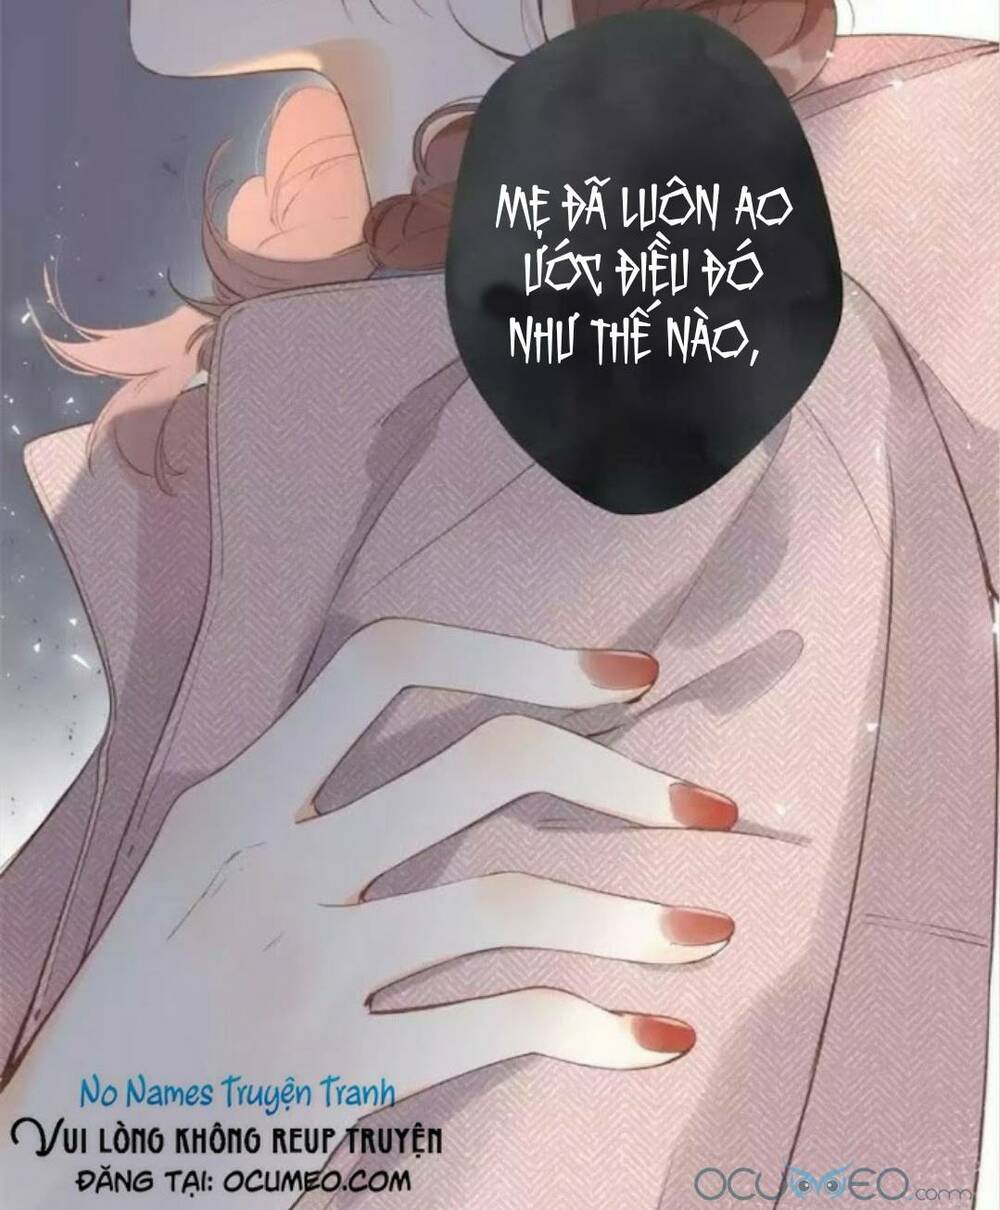 MẸ ĐÃ LUÔN AO
ƯỚC ĐIỀU ĐÓ
NHƯ THẾ NÀO,
No Names Truyện Tranh
VUI LÒNG KHÔNG REUP TRUYỆN
ĐĂNG TẠI: OCUMEO.COM
OCUMEO.com